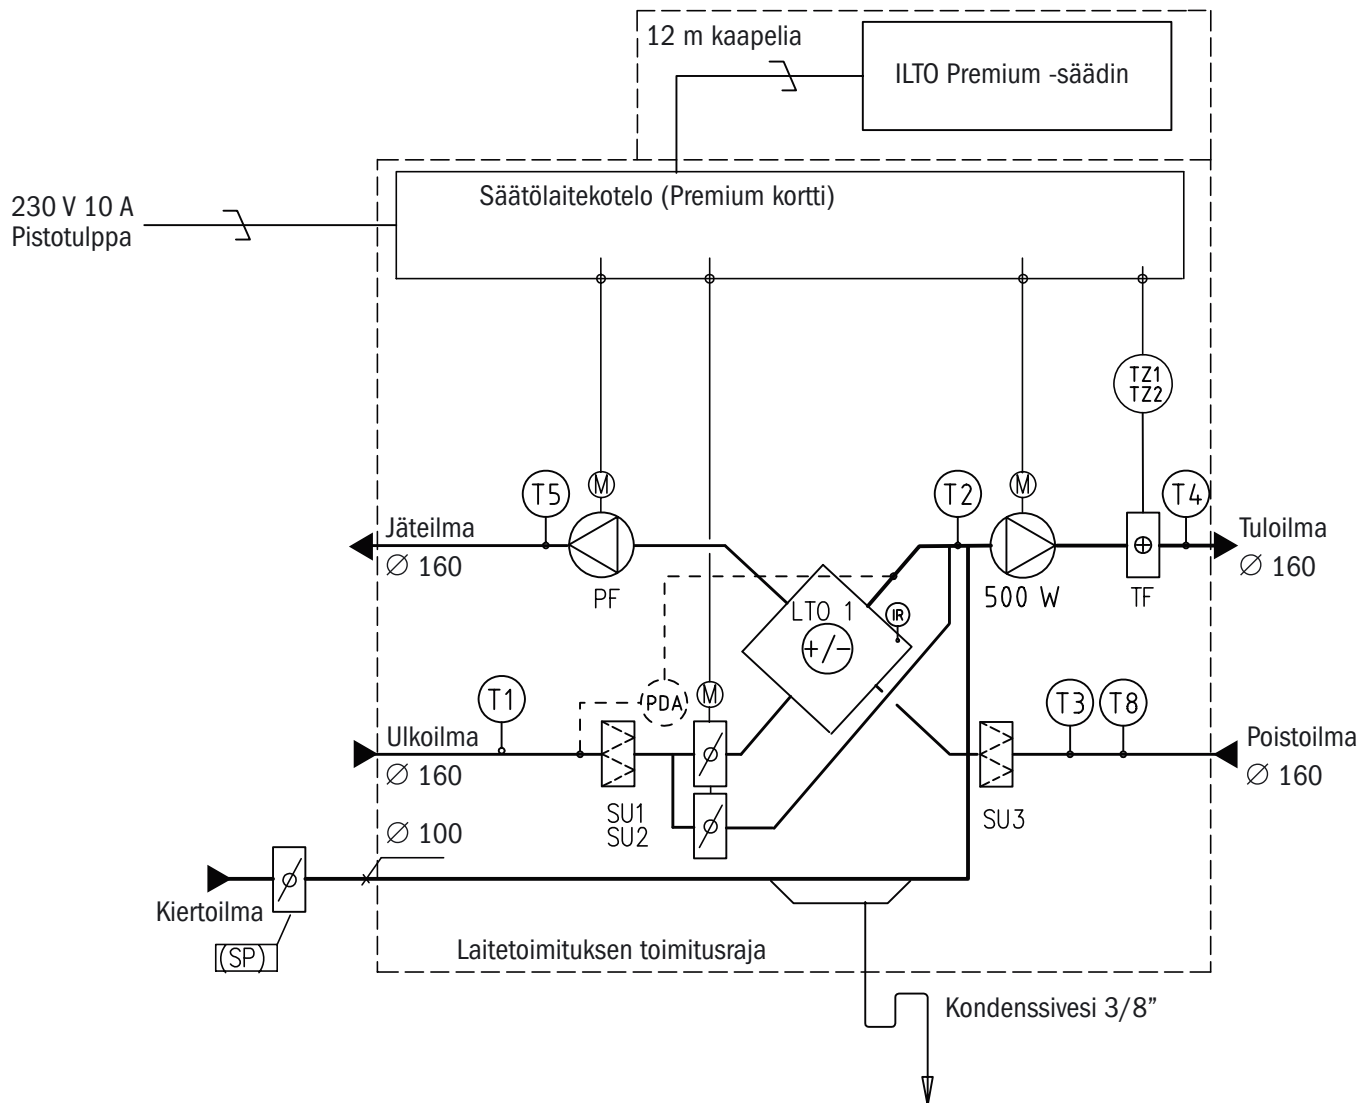 12 m kaapelia
ILTO Premium -säädin
Säätölaitekotelo (Premium kortti)
230 V 10 A
Pistotulppa
TZ1
TZ2
T5
M
T2
M
T4
Jäteilma
Ø 160
PF
LTO 1
+/-
IR
500 W
TF
Tuloilma
Ø 160
T1
PDA
M
T3
T8
Ulkoilma
Ø 160
SU1
SU2
SU3
Poistoilma
Ø 160
Ø 100
Kiertoilma
(SP)
Laitetoimituksen toimitusraja
Kondenssivesi 3/8”